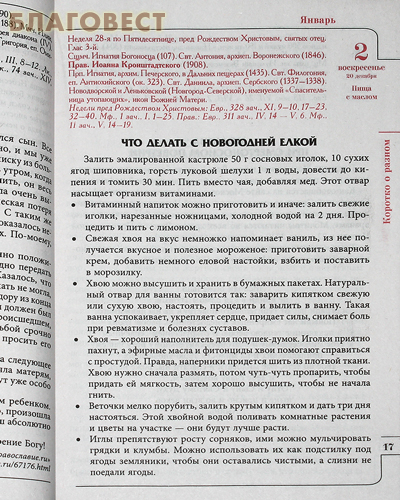 БЛАГОВЕСТ
Январь
Неделя 28-я по Пятидесятнице, пред Рождеством Христовым, святых отец.
Глас 3-й.
Сщмч. Игнатия Богоносца (107). Свт. Антония, архиеп. Воронежского (1846).
Прав. Иоанна Кронштадтского (1908).
Прп. Игнатия, архим. Печерского, в Дальних пещерах (1435). Свт. Филогония,
еп. Антиохийского (ок. 323). Свт. Даниила, архиеп. Сербского (1337–1338).
Новодворской и Леньковской (Новгород-Северской), именуемой «Спаситель-
ница утопающих», икон Божией Матери.
Недели пред Рождеством Христовым: Евр., 328 зач., XI, 9–10, 17–23,
32–40. Мф., 1 зач., I, 1–25. Прав.: Евр., 311 зач., IV, 14 – V, 6. Мф.,
11 зач., V, 14–19.
2
воскресенье
20 декабря
Пища
с маслом
Коротко о разном
ЧТО ДЕЛАТЬ С НОВОГОДНЕЙ ЕЛКОЙ
Залить эмалированной кастрюле 50 г сосновых иголок, 10 сухих
ягод шиповника, горсть луковой шелухи 1 л воды, довести до кипе-
ния и томить 30 мин. Пить вместо чая, добавляя мед. Этот отвар
насыщает организм витаминами.
• Витаминный напиток можно приготовить и иначе: залить свежие
иголки, нарезанные ножницами, холодной водой на 2 дня. Про-
цедить и пить с лимоном.
• Свежая хвоя на вкус немножко напоминает ваниль, из нее по-
лучается вкусное и полезное мороженое: приготовить заварной
крем, добавить немного еловой настойки, взбить и поставить
в морозилку.
• Хвою можно высушить и хранить в бумажных пакетах. Натураль-
ный отвар для ванны готовится так: заварить кипятком свежую
или сухую хвою, настоять, процедить и вылить в ванну. Такая
ванна успокаивает, укрепляет сердце, придает силы, снимает боль
при ревматизме и болезнях суставов.
• Хвоя — хороший наполнитель для подушек-думок. Иголки приятно
пахнут, а эфирные масла и фитонциды хвои помогают справиться
с простудой. Правда, наперники придется шить из плотной ткани.
Хвою нужно сначала размять, потом чуть-чуть пропарить, чтобы
придать ей мягкость, затем хорошо высушить, чтобы не начала
гнить.
• Веточки мелко порубить, залить крутым кипятком и дать три дня
настояться. Этой хвойной водой поливать комнатные растения
и цветы на участке — они будут лучше расти.
• Иглы препятствуют росту сорняков, ими можно мульчировать
грядки и клумбы. Можно использовать их как подстилку под
ягоды земляники, чтобы они оставались чистыми, а слизни не
поедали ягоды.
17